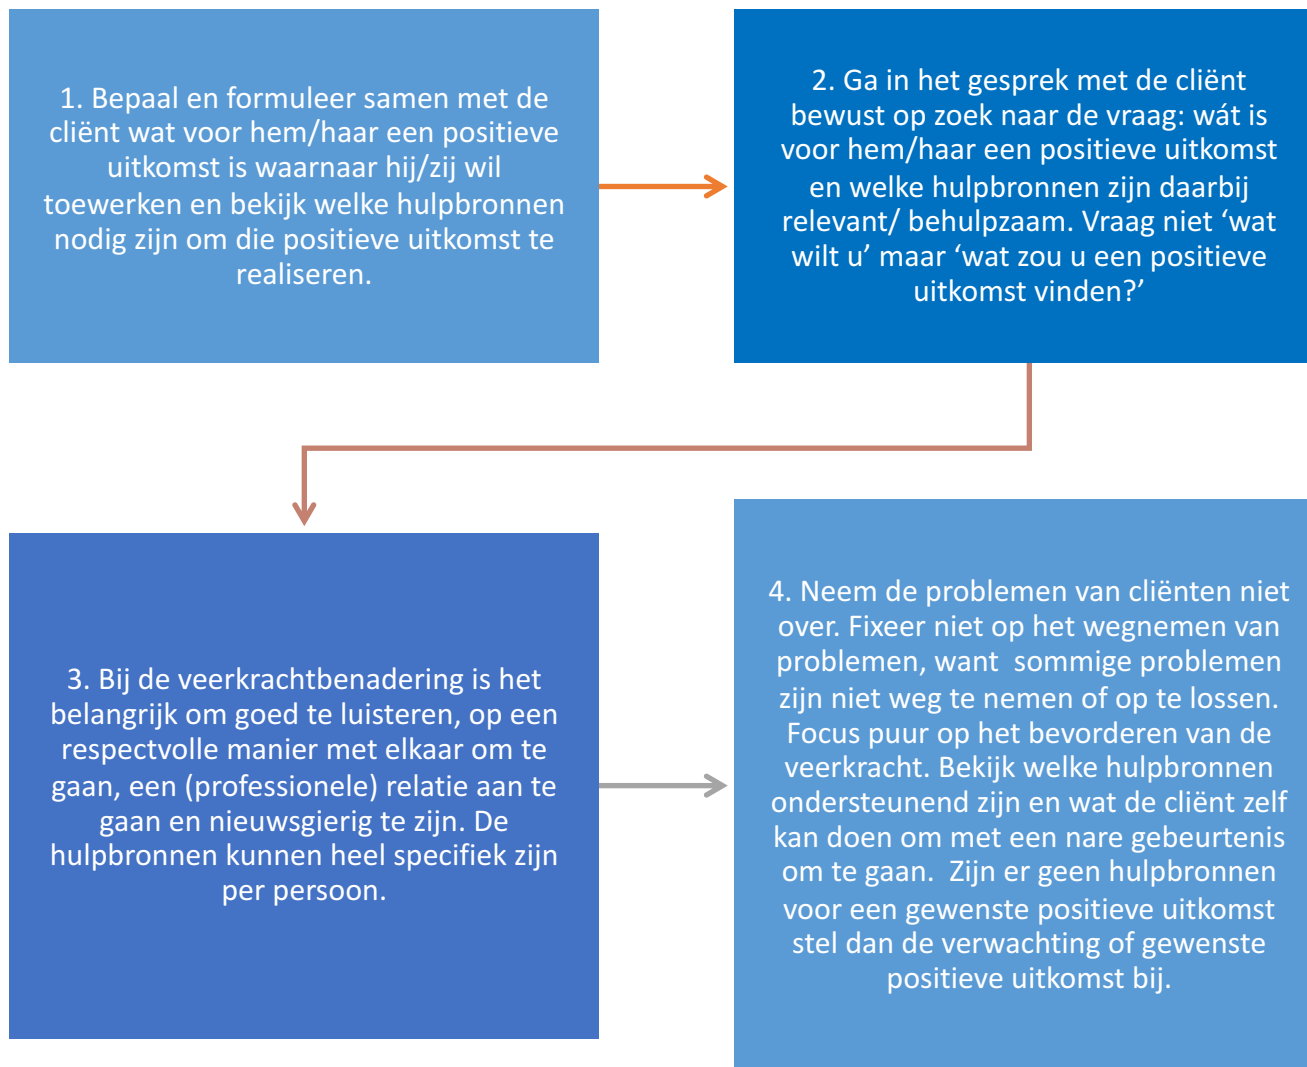 1. Bepaal en formuleer samen met de
cliënt wat voor hem/haar een positieve
uitkomst is waarnaar hij/zij wil
toewerken en bekijk welke hulpbronnen
nodig zijn om die positieve uitkomst te
realiseren.
2. Ga in het gesprek met de cliënt
bewust op zoek naar de vraag: wát is
voor hem/haar een positieve uitkomst
en welke hulpbronnen zijn daarbij
relevant/ behulpzaam. Vraag niet ‘wat
wilt u’ maar ‘wat zou u een positieve
uitkomst vinden?’
3. Bij de veerkrachtbenadering is het
belangrijk om goed te luisteren, op een
respectvolle manier met elkaar om te
gaan, een (professionele) relatie aan te
gaan en nieuwsgierig te zijn. De
hulpbronnen kunnen heel specifiek zijn
per persoon.
4. Neem de problemen van cliënten niet
over. Fixeer niet op het wegnemen van
problemen, want  sommige problemen
zijn niet weg te nemen of op te lossen.
Focus puur op het bevorderen van de
veerkracht. Bekijk welke hulpbronnen
ondersteunend zijn en wat de cliënt zelf
kan doen om met een nare gebeurtenis
om te gaan.  Zijn er geen hulpbronnen
voor een gewenste positieve uitkomst
stel dan de verwachting of gewenste
positieve uitkomst bij.